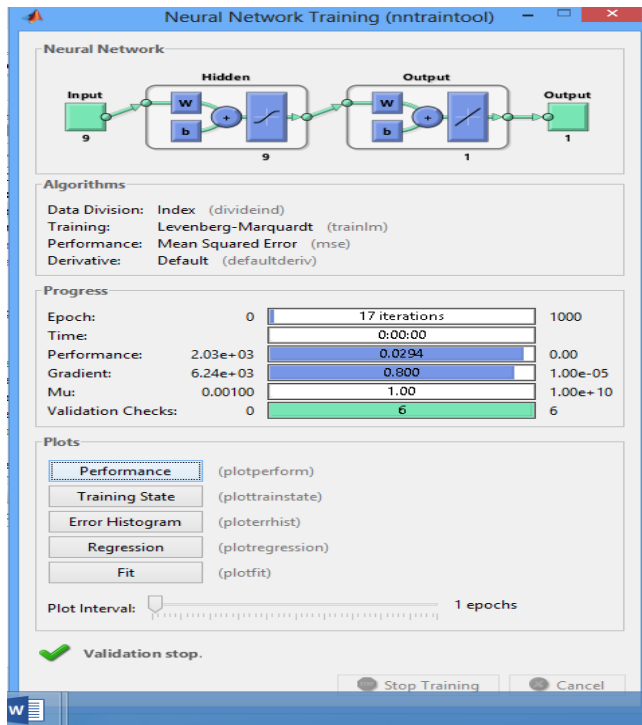 Neural Network Training (nntraintool)
Neural Network
Hidden Output
Input Output
W b + W b +
9 9 1 1
Algorithms
Data Division: Index (divideind)
Training: Levenberg-Marquardt (trainlm)
Performance: Mean Squared Error (mse)
Derivative: Default (defaultderiv)
Progress
Epoch: 0 17 iterations 1000
Time: 0:00:00
Performance: 2.03e+03 0.0294 0.00
Gradient: 6.24e+03 0.800 1.00e-05
Mu: 0.00100 1.00 1.00e+10
Validation Checks: 0 6 6
Plots
Performance (plotperform)
Training State (plottrainstate)
Error Histogram (ploterrhist)
Regression (plotregression)
Fit (plotfit)
Plot Interval: 1 epochs
Validation stop.
Stop Training Cancel
W